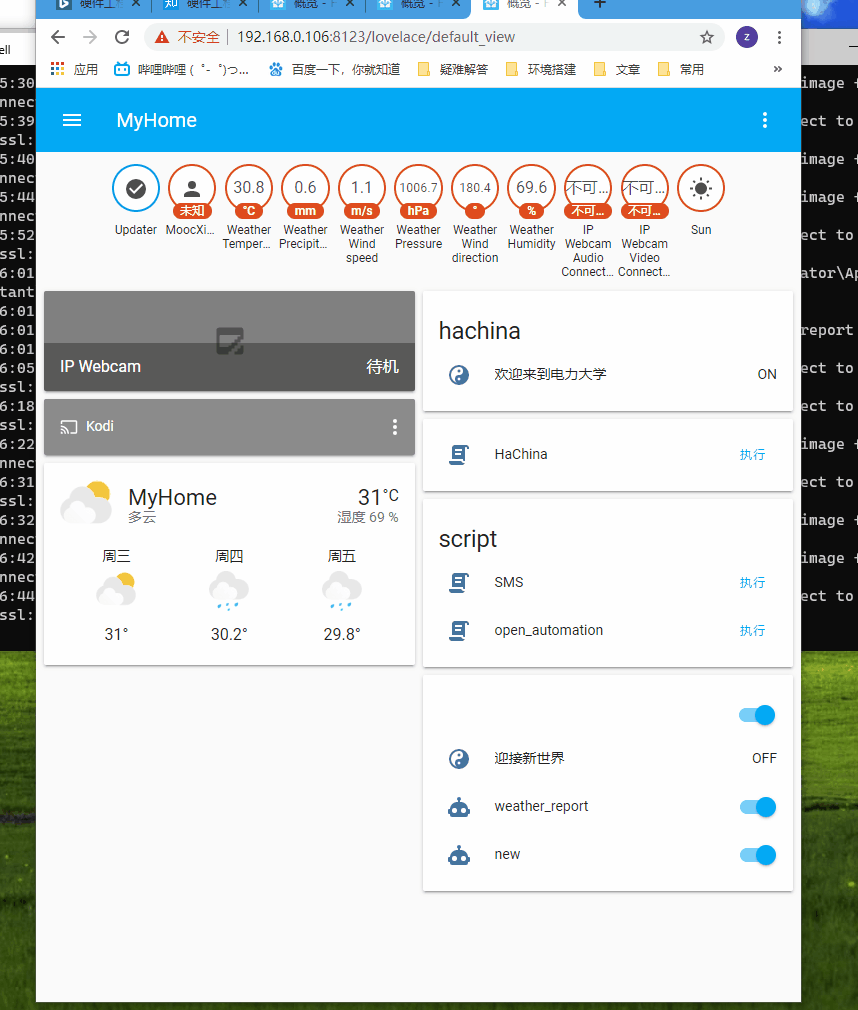 硬件工
硬件工
概览 -
概览 -
概览 -
不安全 192.168.0.106:8123/lovelace/default_view
z
应用 哔哩哔哩 ( ゜- ゜)つ... 百度一下，你就知道 疑难解答 环境搭建 文章 常用 »
MyHome
30.8 0.6 1.1 1006.7 180.4 69.6 不可... 不可...
未知 °C mm m/s hPa ° % 不可... 不可...
Updater
MoocXi...
Weather Temper...
Weather Precipit...
Weather Wind speed
Weather Pressure
Weather Wind direction
Weather Humidity
IP Webcam Audio Connect...
IP Webcam Video Connect...
Sun
IP Webcam 待机
Kodi
MyHome 31°C
多云 湿度 69 %
周三 周四 周五
31° 30.2° 29.8°
hachina
欢迎来到电力大学 ON
HaChina 执行
script
SMS 执行
open_automation 执行
迎接新世界 OFF
weather_report
new
ell
5:30
nnec
5:39
ssl:
5:40
nnec
5:44
nnec
5:52
ssl:
6:01
tant
6:01
6:01
6:01
6:05
ssl:
6:18
ssl:
6:22
nnec
6:31
ssl:
6:32
nnec
6:42
nnec
6:44
ssl:
image
ect to
image
image
ect to
ator\Ap
report
ect to
ect to
image
ect to
image
image
ect to